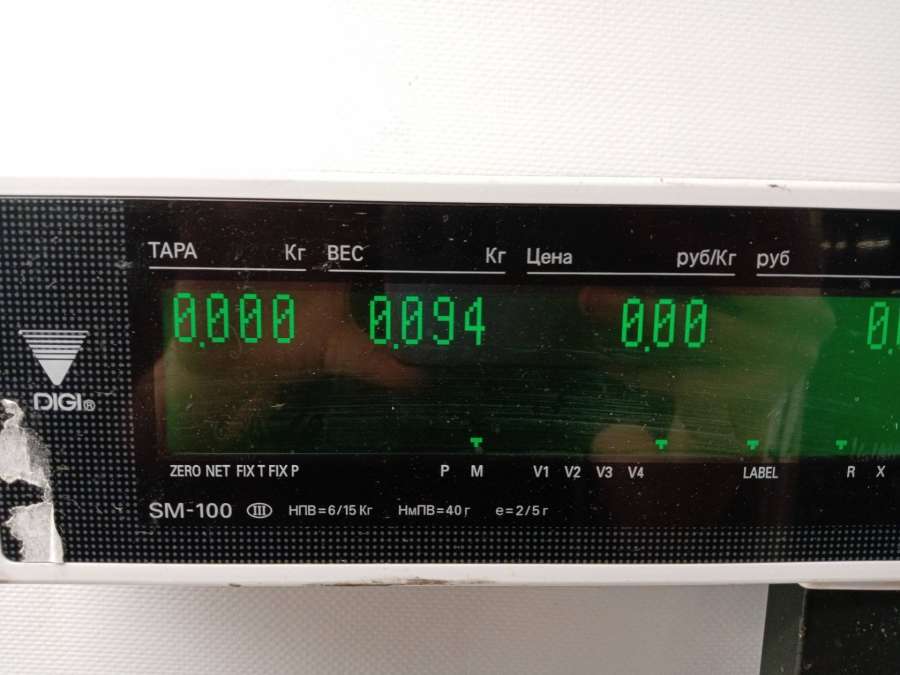 ТАРА Кг ВЕС Кг Цена руб/Кг руб
0.000 0.094 0.00
DIGI®
ZERO NET FIX T FIX P P M V1 V2 V3 V4 LABEL R X
SM-100 III НПВ=6/15 Кг НмПВ=40 г е=2/5 г